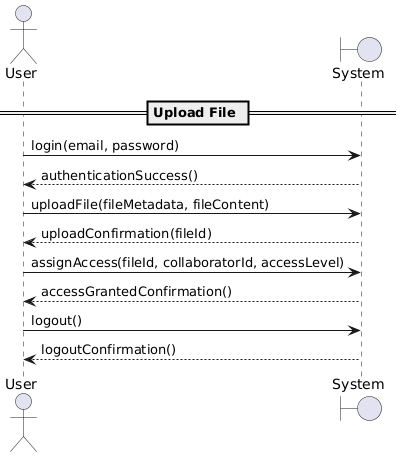 User
System
Upload File
login(email, password)
authenticationSuccess()
uploadFile(fileMetadata, fileContent)
uploadConfirmation(fileId)
assignAccess(fileId, collaboratorId, accessLevel)
accessGrantedConfirmation()
logout()
logoutConfirmation()
User
System